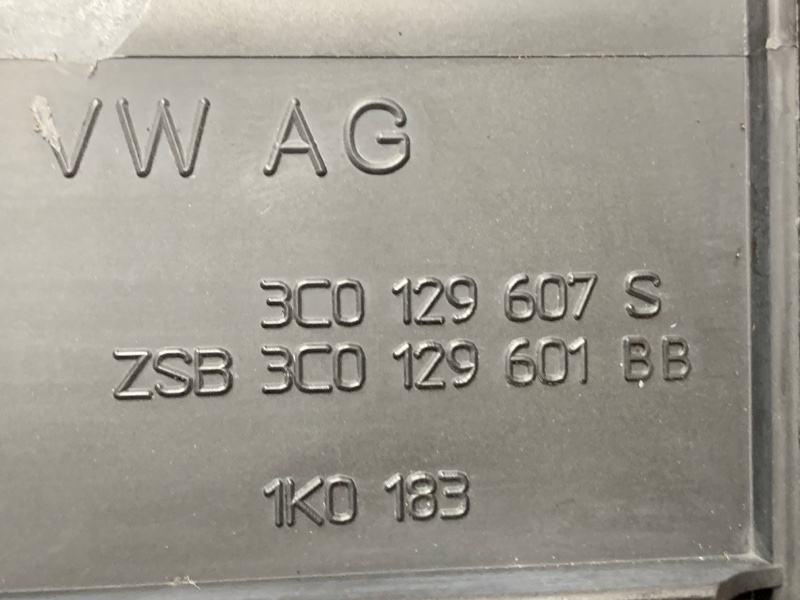 VW AG
3C0 129 607 S
ZSB 3C0 129 601 BB
1K0 183